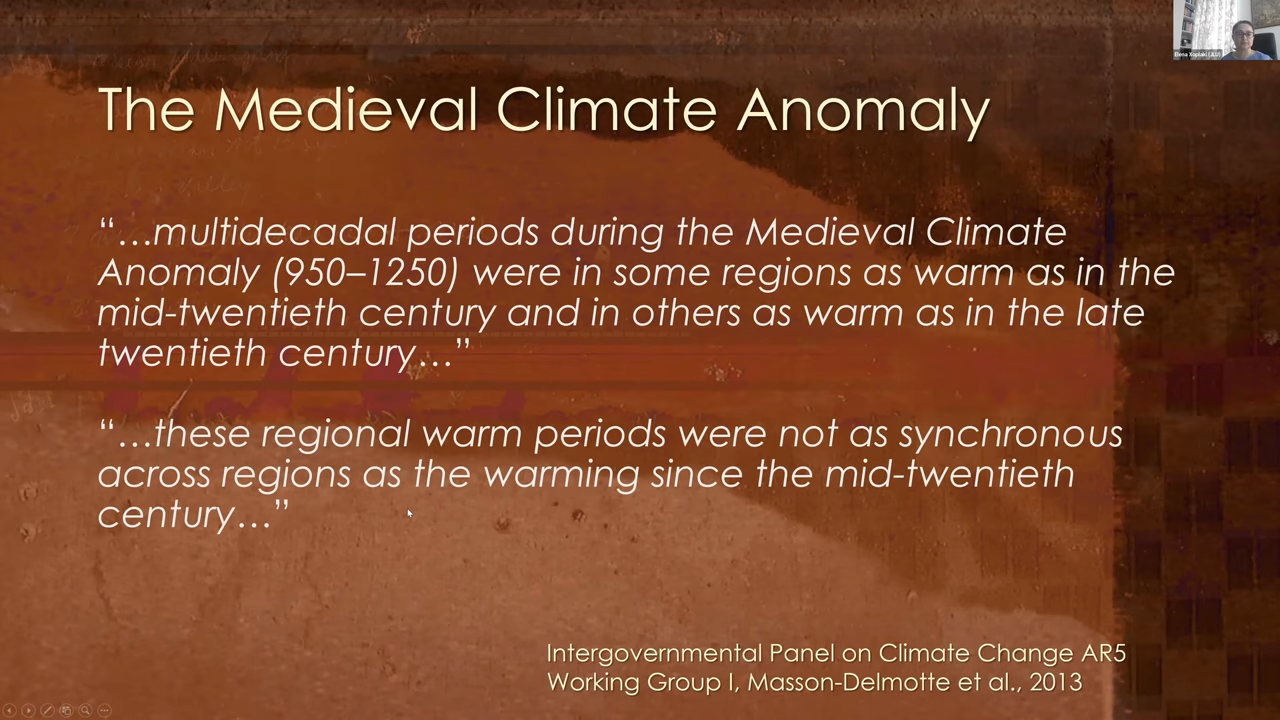 Elena Xoplaki (JLU)
The Medieval Climate Anomaly
“…multidecadal periods during the Medieval Climate
Anomaly (950–1250) were in some regions as warm as in the
mid-twentieth century and in others as warm as in the late
twentieth century…”
“…these regional warm periods were not as synchronous
across regions as the warming since the mid-twentieth
century…”
Intergovernmental Panel on Climate Change AR5
Working Group I, Masson-Delmotte et al., 2013